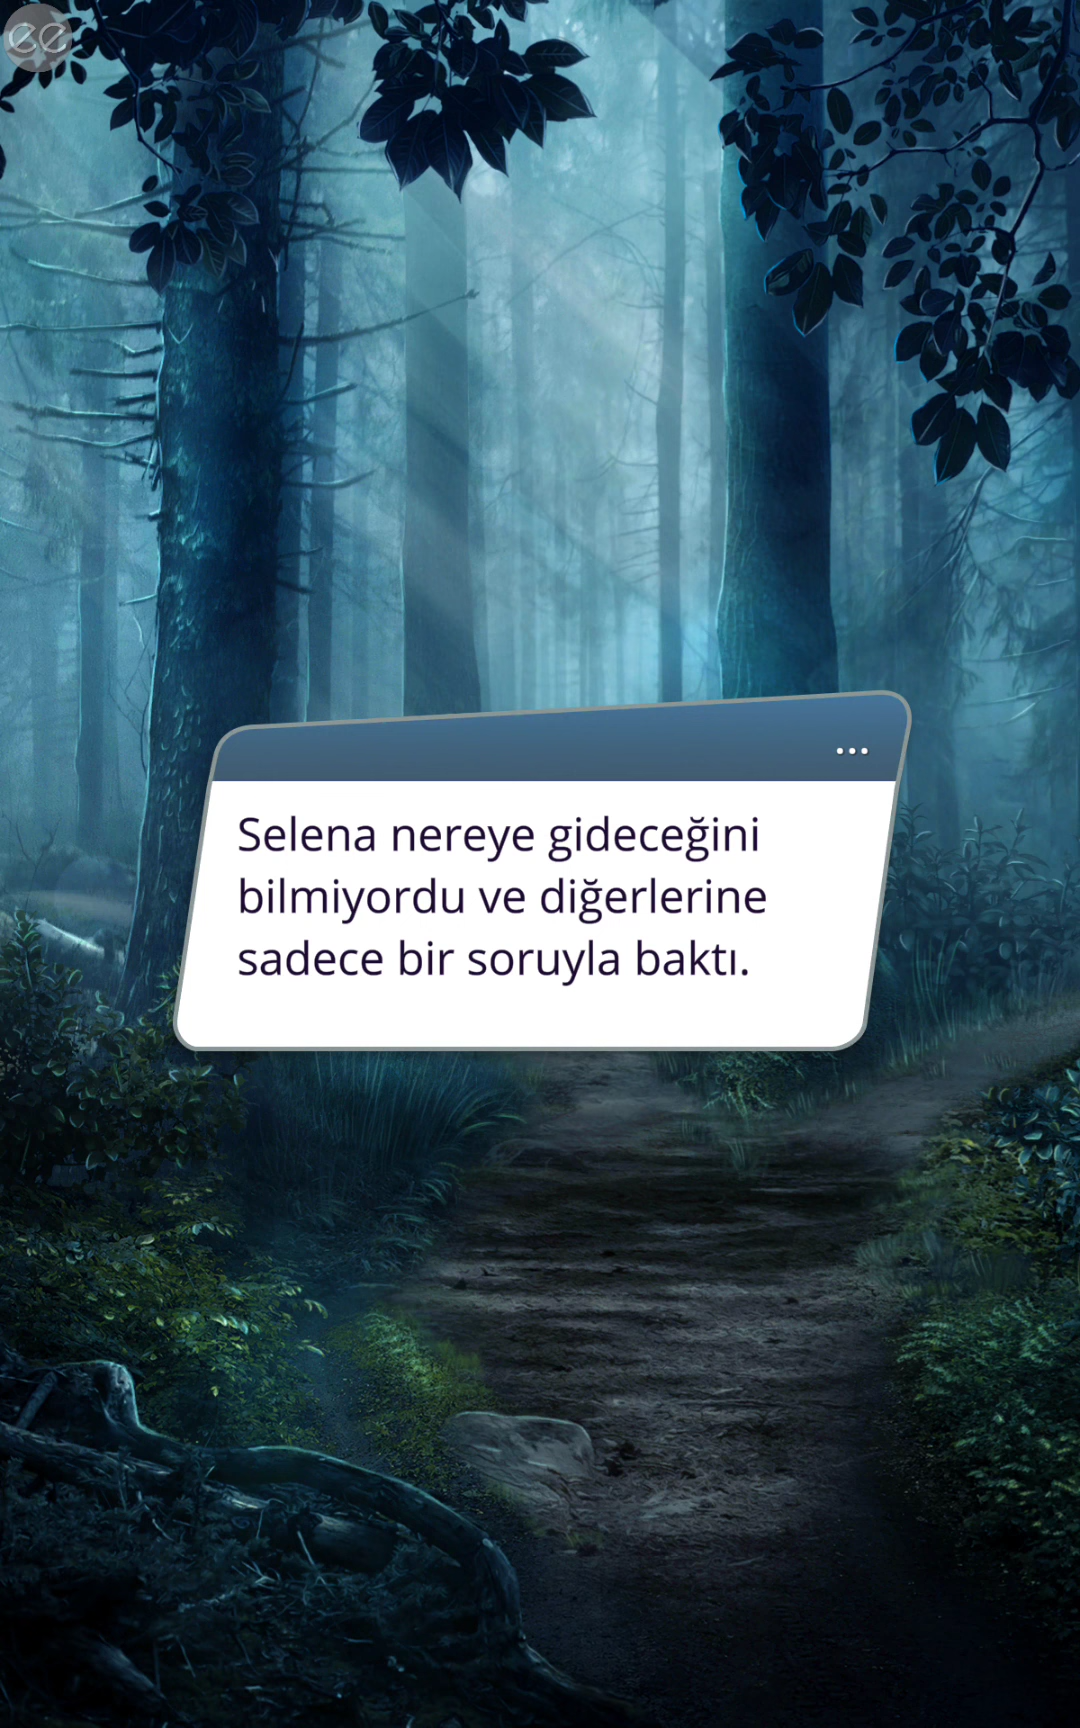 ...
Selena nereye gideceğini
bilmiyordu ve diğerlerine
sadece bir soruyla baktı.